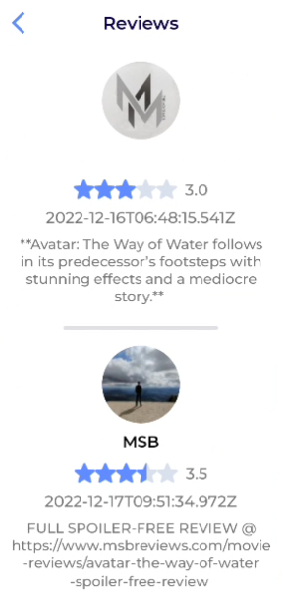 Reviews
3.0
2022-12-16T06:48:15.541Z
**Avatar: The Way of Water follows
in its predecessor's footsteps with
stunning effects and a mediocre
story.**
MSB
3.5
2022-12-17T09:51:34.972Z
FULL SPOILER-FREE REVIEW @
https://www.msbreviews.com/movie
-reviews/avatar-the-way-of-water
-spoiler-free-review